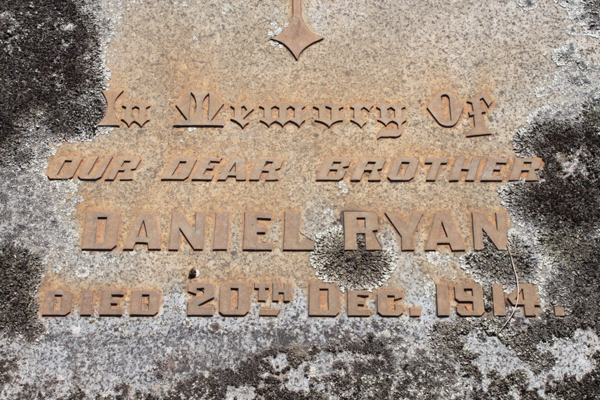 In Memory Of
OUR DEAR BROTHER
DANIEL RYAN
DIED 20TH DEC. 1914.